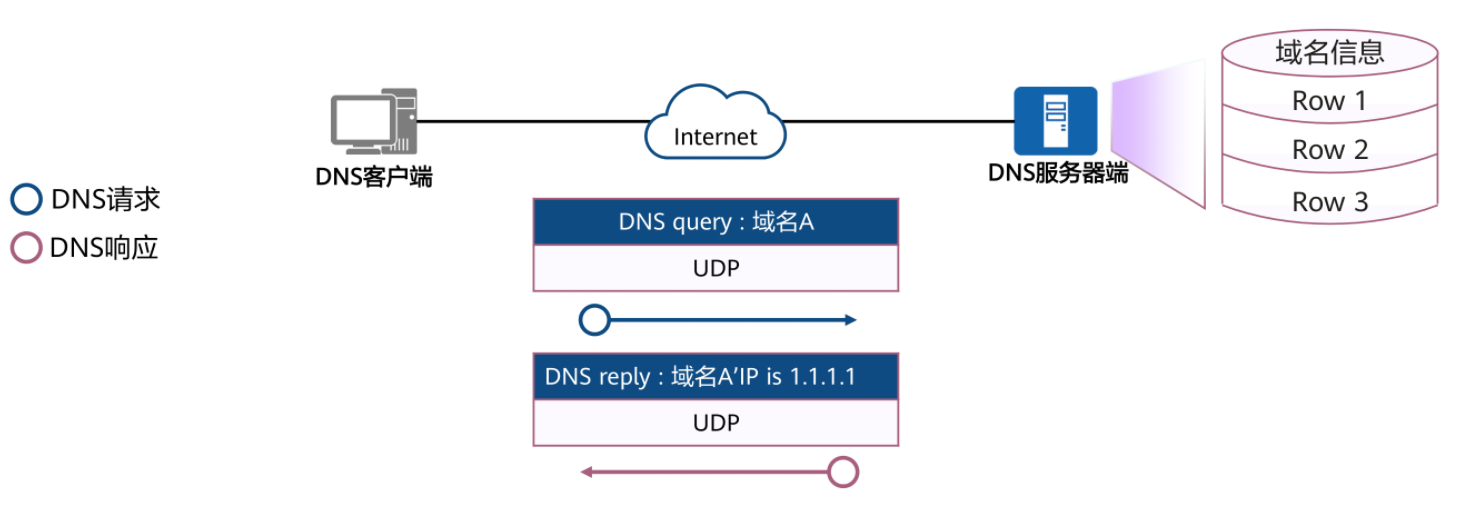 域名信息
Row 1
Row 2
Row 3
Internet
DNS客户端
DNS服务器端
DNS请求
DNS响应
DNS query : 域名A
UDP
DNS reply : 域名A’IP is 1.1.1.1
UDP